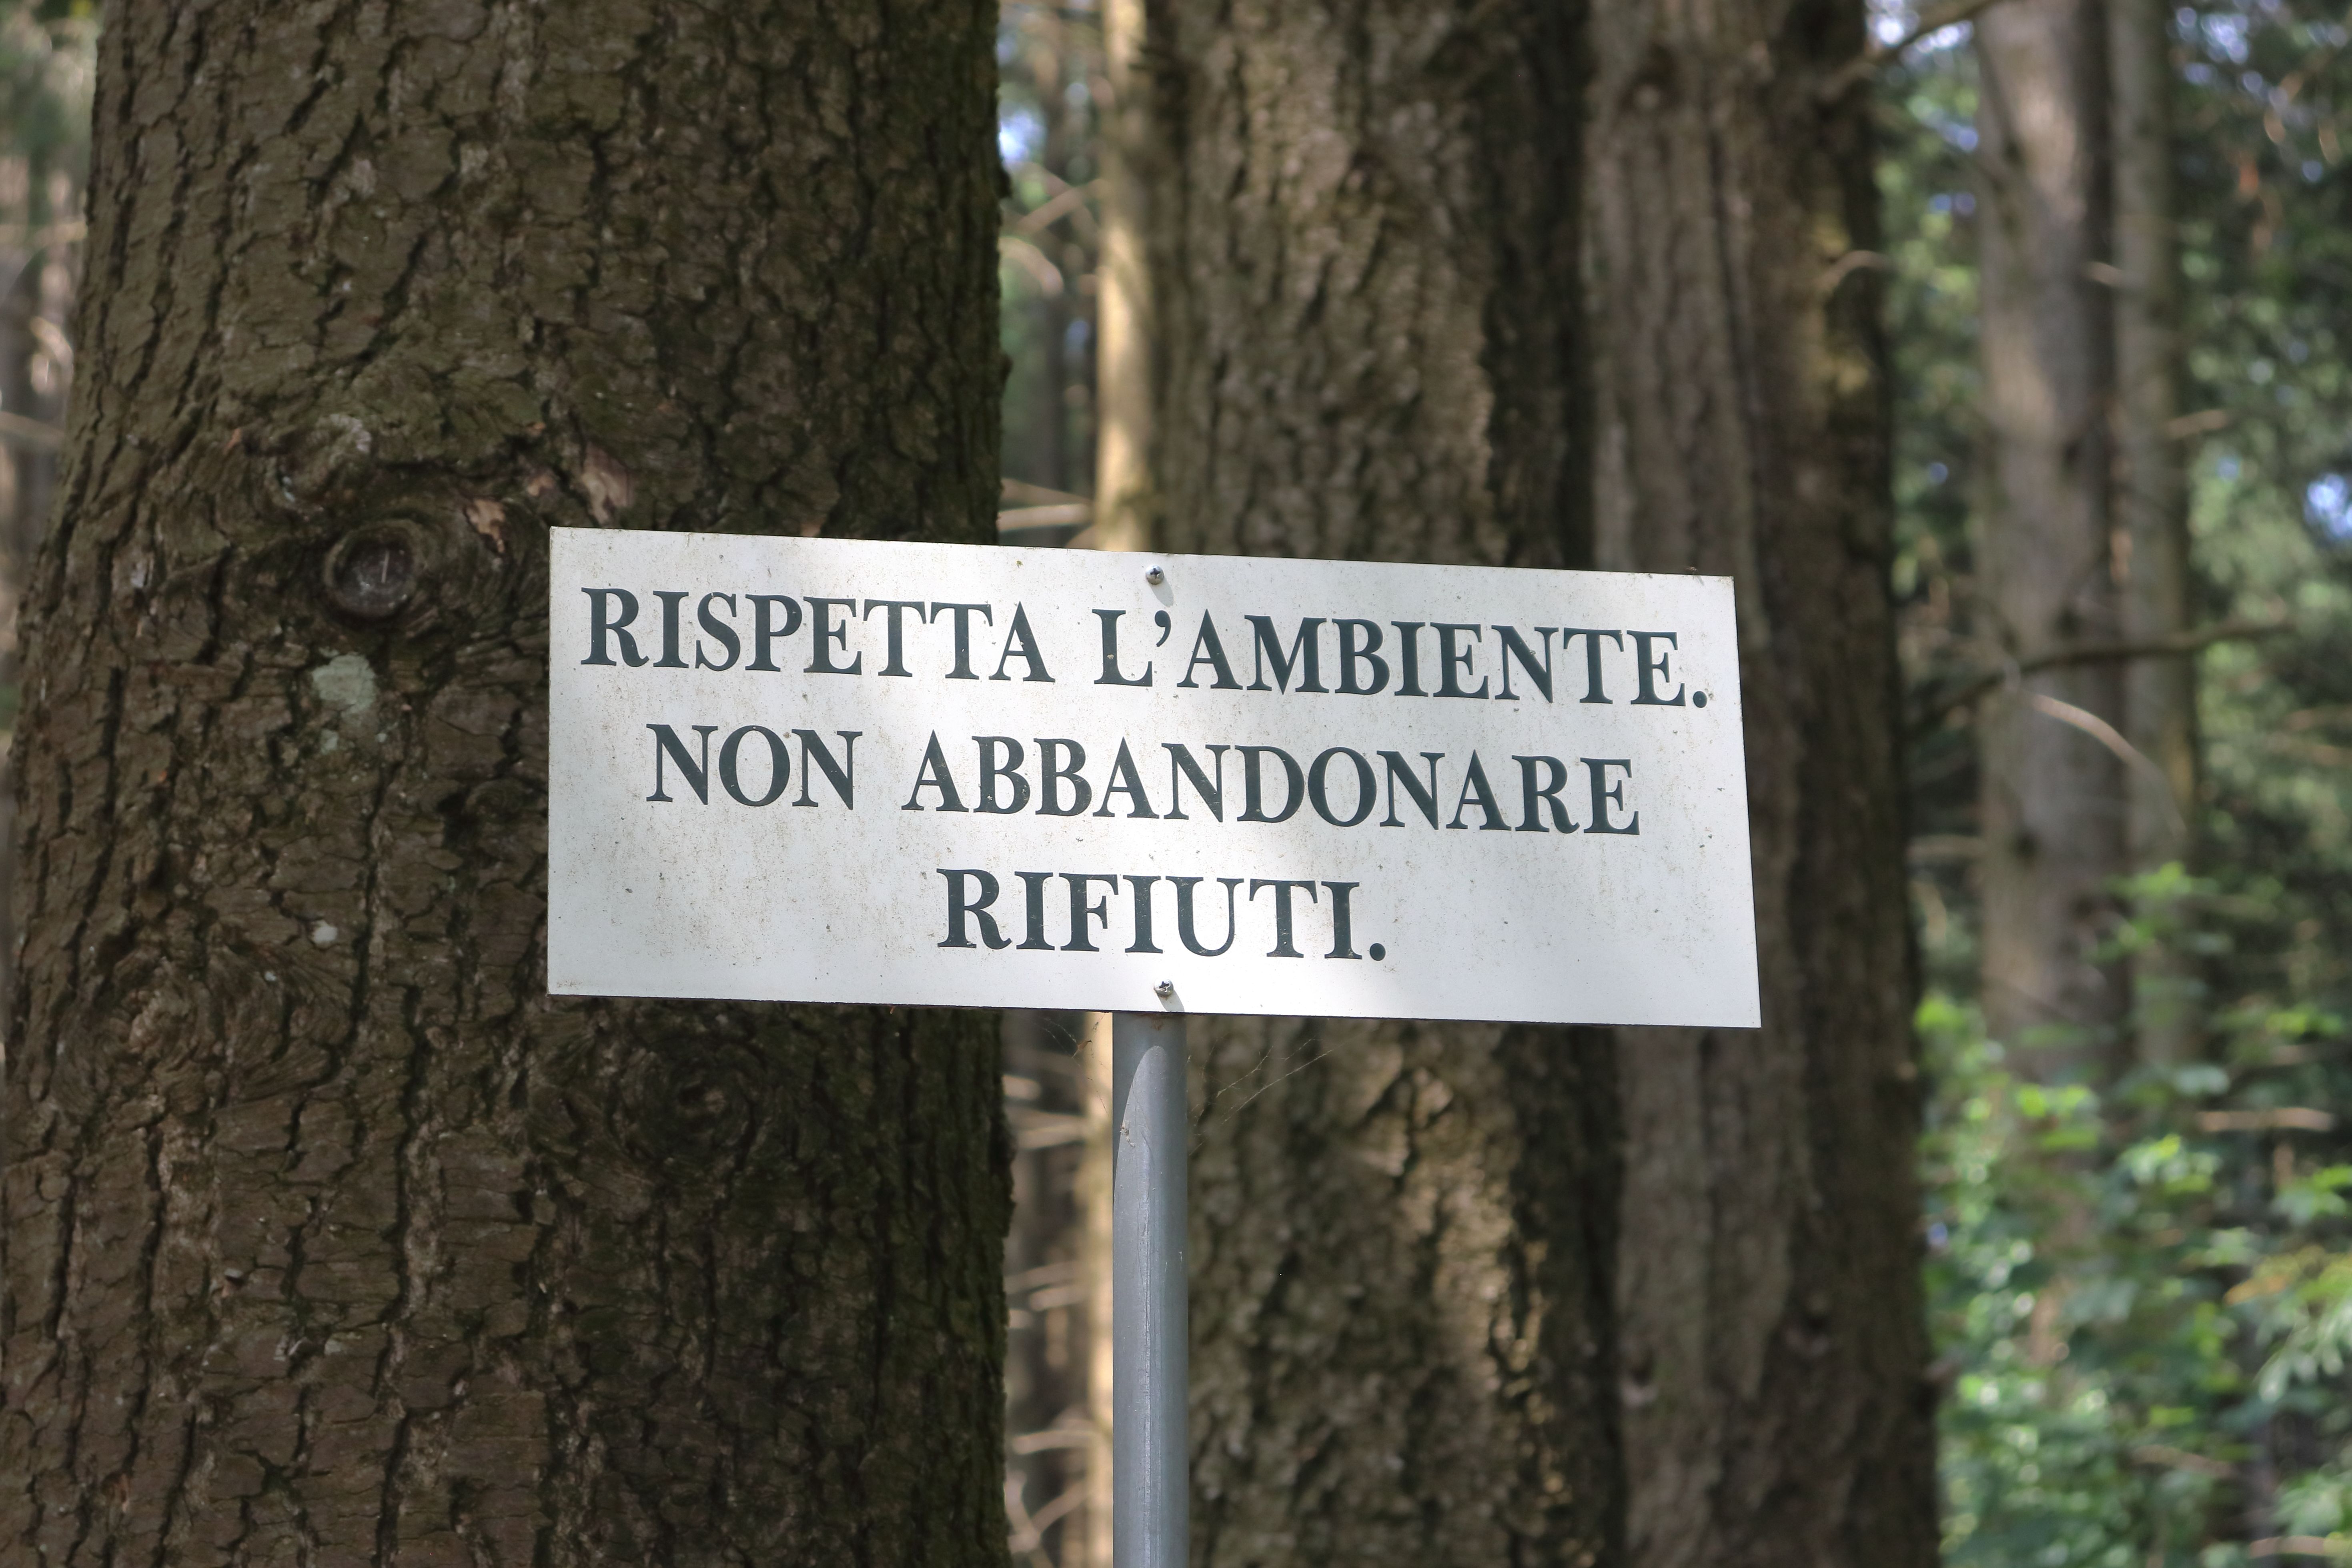 RISPETTA L'AMBIENTE.
NON ABBANDONARE
RIFIUTI.